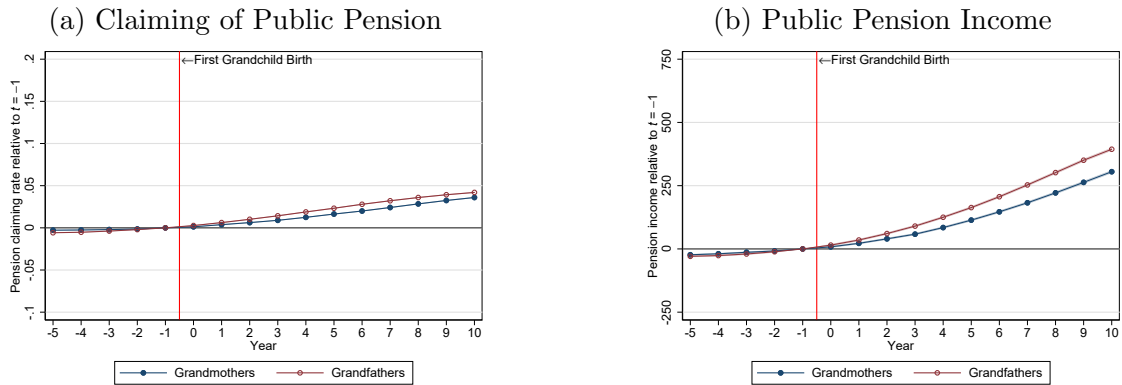 (a) Claiming of Public Pension
Pension claiming rate relative to t = −1
.2
.15
.1
.05
0
-.05
-.1
←First Grandchild Birth
-5 -4 -3 -2 -1 0 1 2 3 4 5 6 7 8 9 10
Year
Grandmothers Grandfathers
(b) Public Pension Income
Pension income relative to t = −1
750
500
250
0
-250
←First Grandchild Birth
-5 -4 -3 -2 -1 0 1 2 3 4 5 6 7 8 9 10
Year
Grandmothers Grandfathers